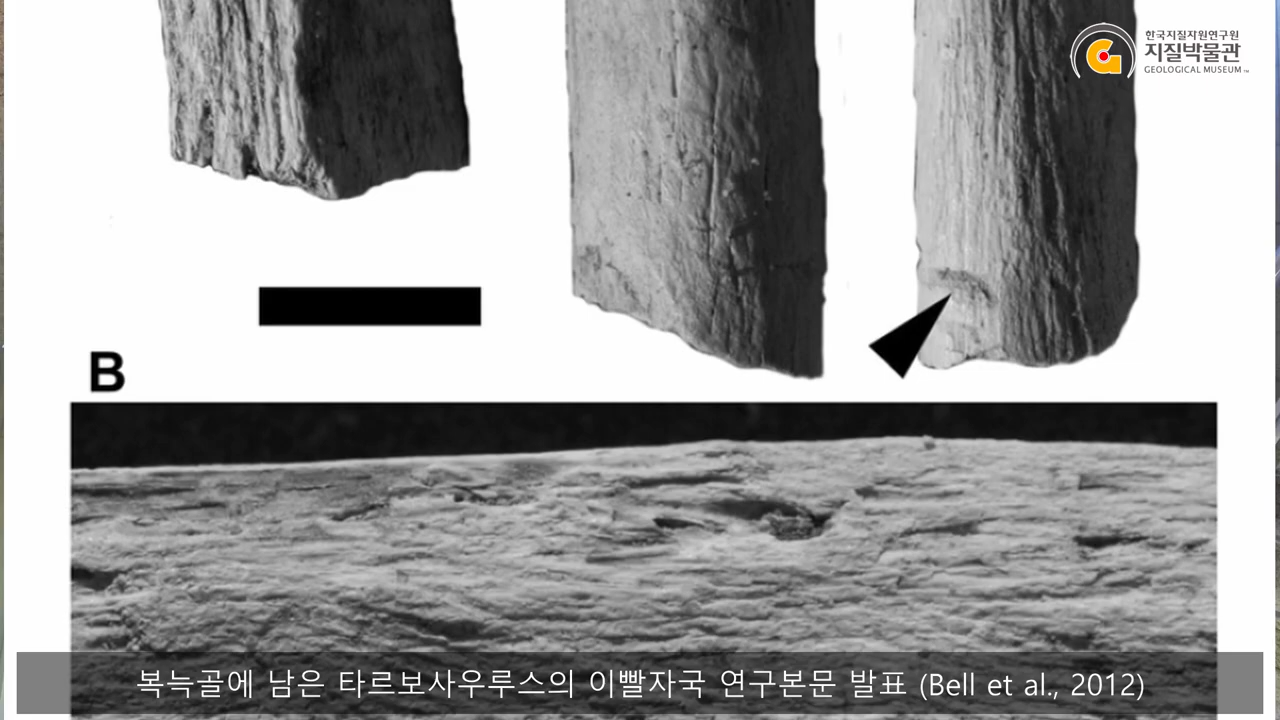 한국지질자원연구원
지질박물관
GEOLOGICAL MUSEUM TM
B
복늑골에 남은 타르보사우루스의 이빨자국 연구본문 발표 (Bell et al., 2012)